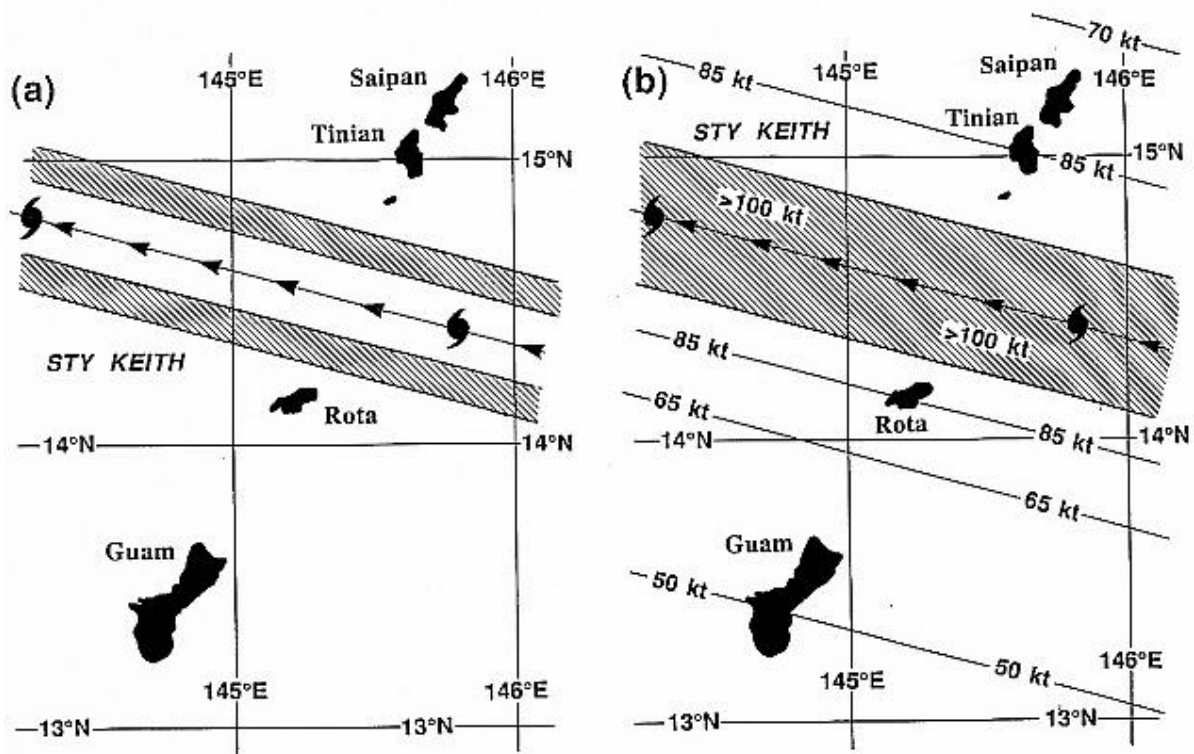 (a)
145°E
Saipan
146°E
Tinian
15°N
STY KEITH
Rota
14°N
14°N
Guam
145°E
146°E
13°N
13°N
(b)
70 kt
85 kt
145°E
Saipan
146°E
Tinian
STY KEITH
15°N
85 kt
>100 kt
>100 kt
85 kt
65 kt
Rota
85 kt
14°N
65 kt
Guam
50 kt
50 kt
145°E
146°E
13°N
13°N